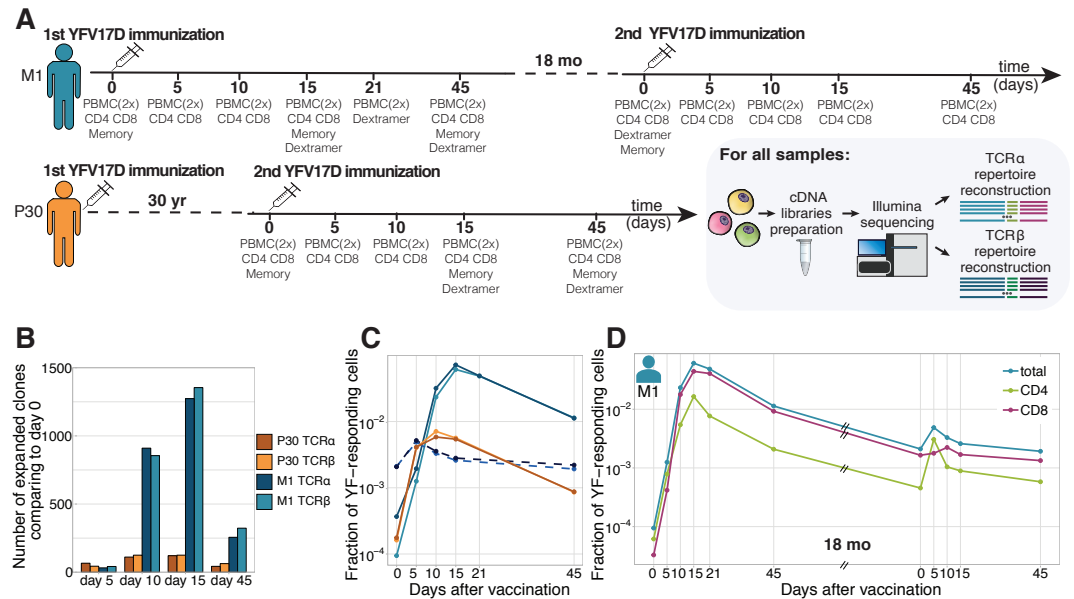 A
1st YFV17D immunization
2nd YFV17D immunization
M1
18 mo
time
(days)
0 5 10 15 21 45 0 5 10 15 45
PBMC(2x) PBMC(2x) PBMC(2x) PBMC(2x) PBMC(2x) PBMC(2x) PBMC(2x) PBMC(2x) PBMC(2x) PBMC(2x) PBMC(2x)
CD4 CD8 CD4 CD8 CD4 CD8 CD4 CD8 Dextramer CD4 CD8 CD4 CD8 CD4 CD8 CD4 CD8 CD4 CD8 CD4 CD8
Memory Memory Memory Dextramer
Dextramer Dextramer Memory
1st YFV17D immunization
2nd YFV17D immunization
P30
30 yr
time
(days)
0 5 10 15 45
PBMC(2x) PBMC(2x) PBMC(2x) PBMC(2x) PBMC(2x)
CD4 CD8 CD4 CD8 CD4 CD8 CD4 CD8 CD4 CD8
Memory Memory Memory
Dextramer Dextramer
For all samples:
cDNA
libraries
preparation
Illumina
sequencing
TCRα
repertoire
reconstruction
TCRβ
repertoire
reconstruction
B
Number of expanded clones
comparing to day 0
1500
1000
500
0
day 5 day 10 day 15 day 45
P30 TCRα
P30 TCRβ
M1 TCRα
M1 TCRβ
C
Fraction of YF−responding cells
10−2
10−3
10−4
0 5 10 15 21 45
Days after vaccination
D
Fraction of YF−responding cells
M1
total
CD4
CD8
10−2
10−3
10−4
18 mo
0 5 10 15 21 45 0 5 10 15 45
Days after vaccination